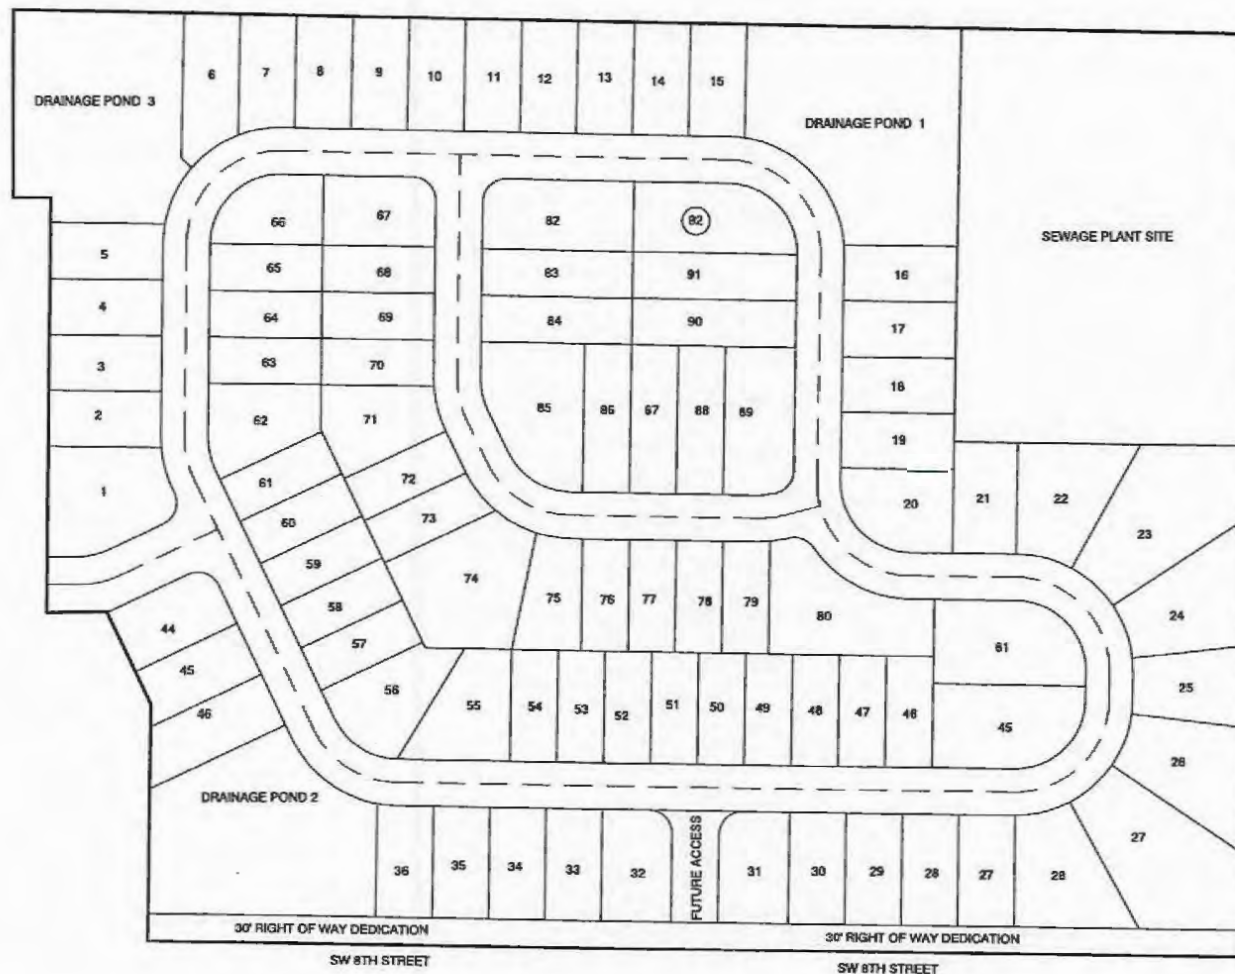 6 7 8 9 10 11 12 13 14 15
DRAINAGE POND 3
DRAINAGE POND 1
66 67 82 92
SEWAGE PLANT SITE
5 65 68 83 91 16
4 64 69 84 90 17
3 63 70 18
2 62 71 85 86 67 88 89 19
1 61 72 20 21 22
60 73 23
59 74 75 76 77 78 79 80 24
44 58 61
45 57 25
46 56 55 54 53 52 51 50 49 48 47 46 45 26
DRAINAGE POND 2
36 35 34 33 32 FUTURE ACCESS 31 30 29 28 27 28 27
30' RIGHT OF WAY DEDICATION 30' RIGHT OF WAY DEDICATION
SW 8TH STREET SW 8TH STREET